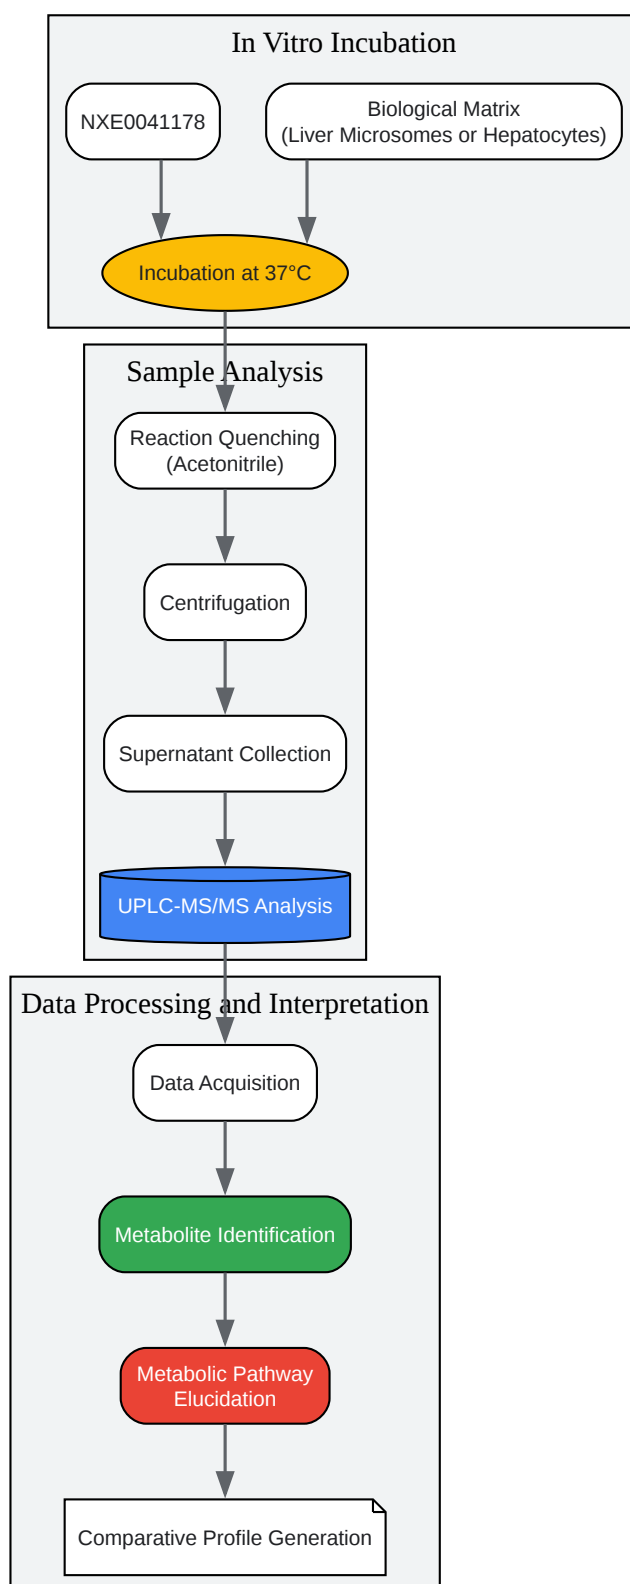 In Vitro Incubation
NXE0041178
Biological Matrix
(Liver Microsomes or Hepatocytes)
Incubation at 37°C
Sample Analysis
Reaction Quenching
(Acetonitrile)
Centrifugation
Supernatant Collection
UPLC-MS/MS Analysis
Data Processing and Interpretation
Data Acquisition
Metabolite Identification
Metabolic Pathway
Elucidation
Comparative Profile Generation